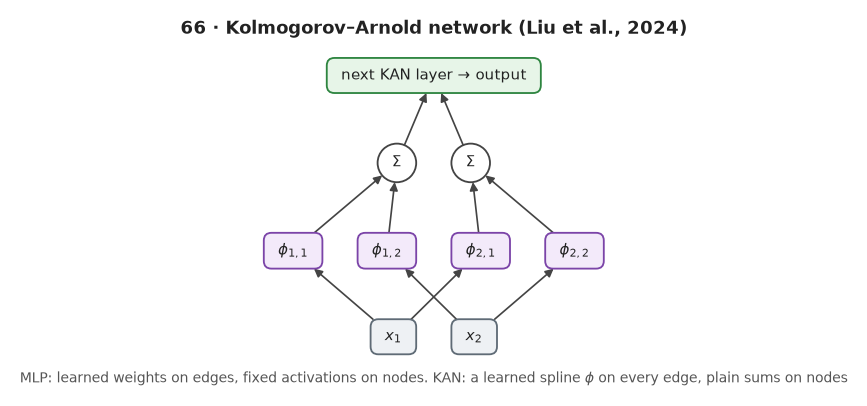 66 · Kolmogorov–Arnold network (Liu et al., 2024)
next KAN layer → output
Σ Σ
ϕ1,1 ϕ1,2 ϕ2,1 ϕ2,2
x1 x2
MLP: learned weights on edges, fixed activations on nodes. KAN: a learned spline ϕ on every edge, plain sums on nodes